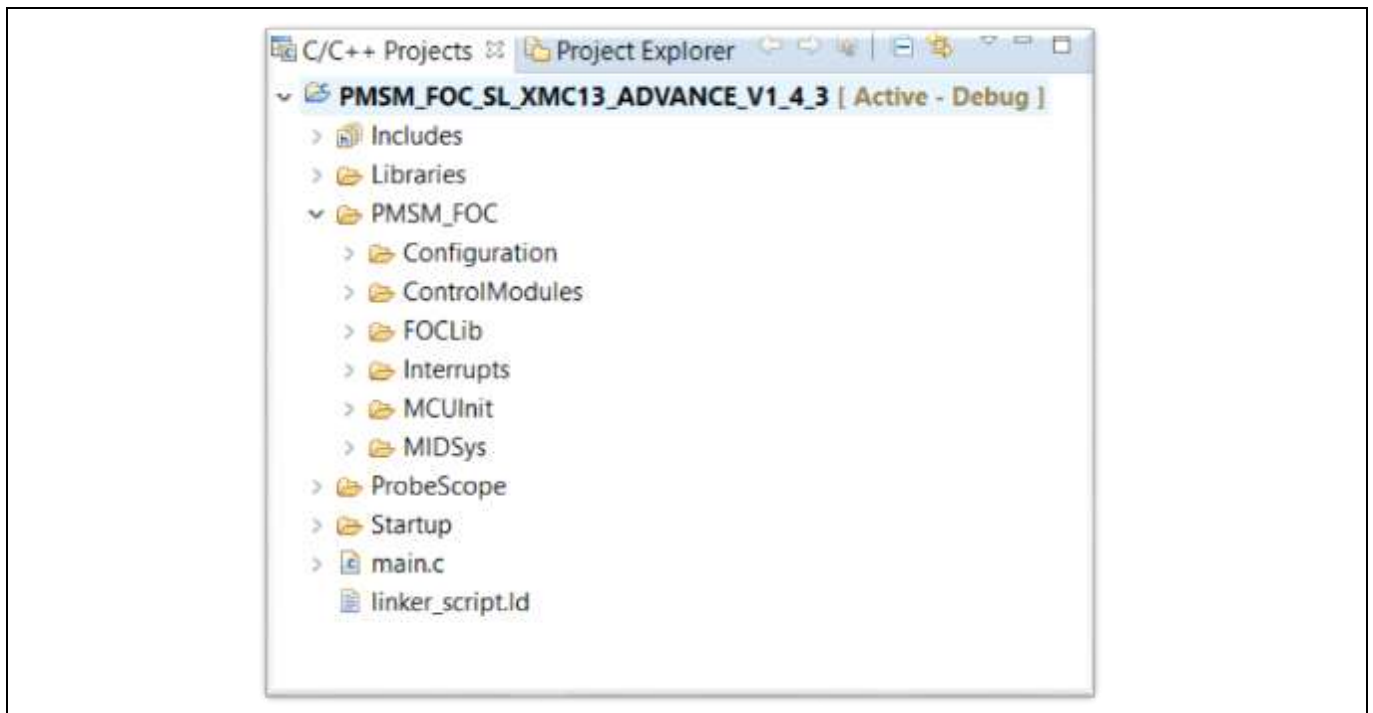 C/C++ Projects Project Explorer
PMSM_FOC_SL_XMC13_ADVANCE_V1_4_3 [ Active - Debug ]
Includes
Libraries
PMSM_FOC
Configuration
ControlModules
FOCLib
Interrupts
MCUInit
MIDSys
ProbeScope
Startup
main.c
linker_script.ld